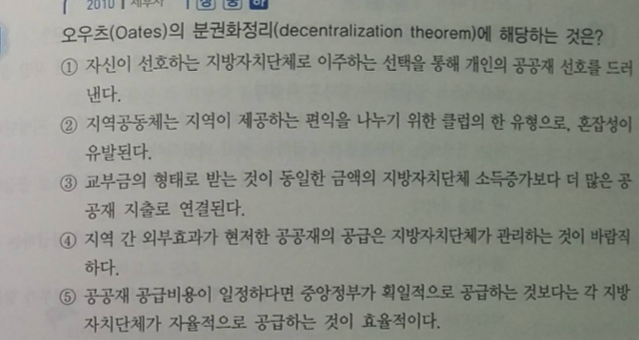 2010 세무사 상 중 하
오우츠(Oates)의 분권화정리(decentralization theorem)에 해당하는 것은?
① 자신이 선호하는 지방자치단체로 이주하는 선택을 통해 개인의 공공재 선호를 드러
낸다.
② 지역공동체는 지역이 제공하는 편익을 나누기 위한 클럽의 한 유형으로, 혼잡성이
유발된다.
③ 교부금의 형태로 받는 것이 동일한 금액의 지방자치단체 소득증가보다 더 많은 공
공재 지출로 연결된다.
④ 지역 간 외부효과가 현저한 공공재의 공급은 지방자치단체가 관리하는 것이 바람직
하다.
⑤ 공공재 공급비용이 일정하다면 중앙정부가 획일적으로 공급하는 것보다는 각 지방
자치단체가 자율적으로 공급하는 것이 효율적이다.